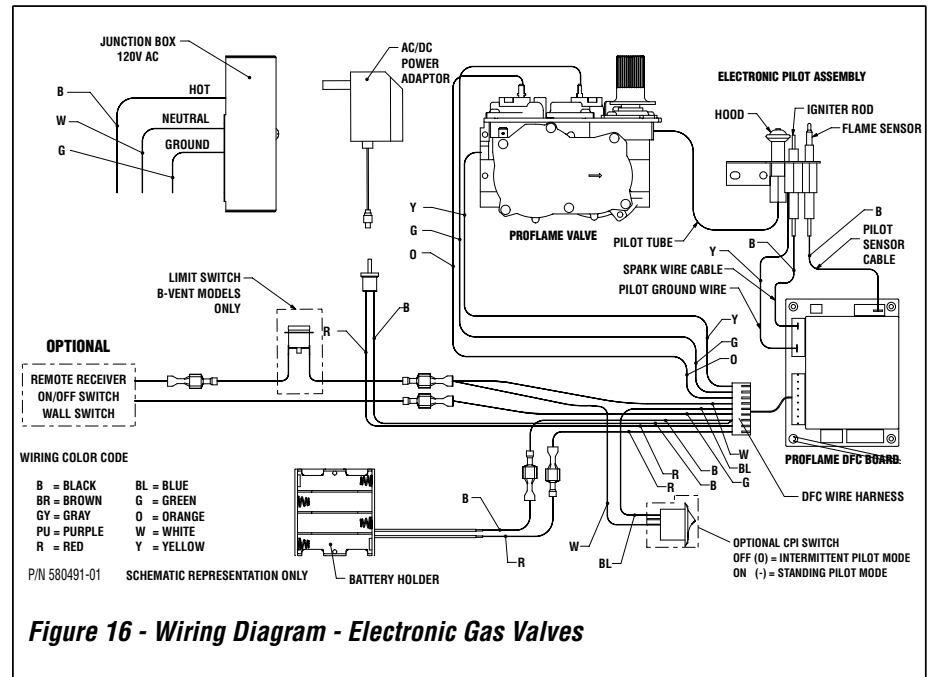 JUNCTION BOX
120V AC
HOT
NEUTRAL
GROUND
B
W
G
AC/DC
POWER
ADAPTOR
Y
G
O
PROFLAME VALVE
ELECTRONIC PILOT ASSEMBLY
HOOD
IGNITER ROD
FLAME SENSOR
PILOT TUBE
B
PILOT
SENSOR
CABLE
B
Y
SPARK WIRE CABLE
PILOT GROUND WIRE
LIMIT SWITCH
B-VENT MODELS
ONLY
R
B
Y
G
O
OPTIONAL
REMOTE RECEIVER
ON/OFF SWITCH
WALL SWITCH
W
BL
G
B
B
R
R
PROFLAME DFC BOARD
DFC WIRE HARNESS
WIRING COLOR CODE
B = BLACK
BR = BROWN
GY = GRAY
PU = PURPLE
R = RED
BL = BLUE
G = GREEN
O = ORANGE
W = WHITE
Y = YELLOW
B
R
W
BL
OPTIONAL CPI SWITCH
OFF (O) = INTERMITTENT PILOT MODE
ON (-) = STANDING PILOT MODE
P/N 580491-01
SCHEMATIC REPRESENTATION ONLY
BATTERY HOLDER
Figure 16 - Wiring Diagram - Electronic Gas Valves